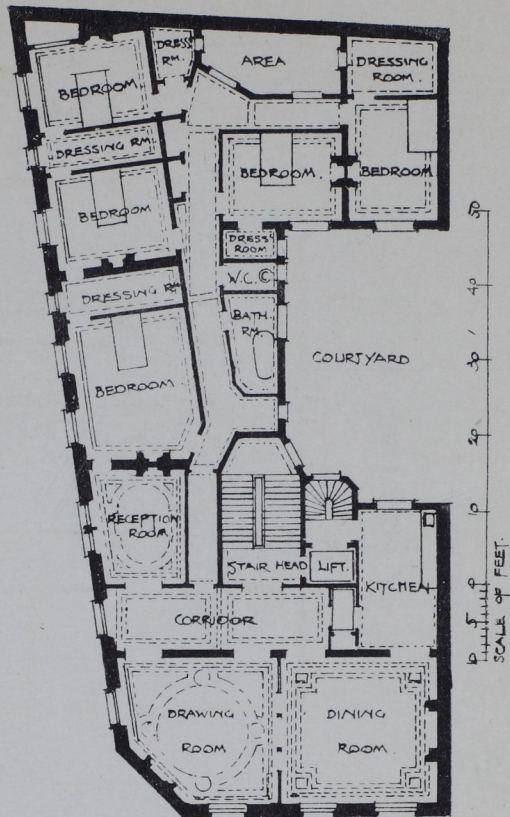 DRESS
RM.
AREA
DRESSING
ROOM.
BEDROOM
DRESSING RM
BEDROOM.
BEDROOM
BEDROOM
DRESS'
ROOM
W.C.
DRESSING RM
BATH.
RM.
COURTYARD
BEDROOM
RECEPTION
ROOM
STAIR HEAD
LIFT.
KITCHEN
CORRIDOR
DRAWING
ROOM
DINING
ROOM
50
40
30
20
10
0
5
10
SCALE OF FEET.